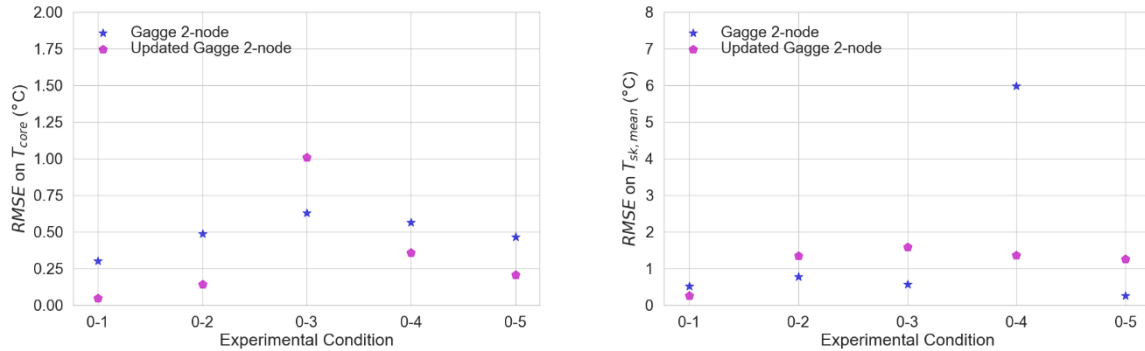 2.00
1.75
1.50
1.25
1.00
0.75
0.50
0.25
0.00
RMSE on T_core (°C)
Gagge 2-node
Updated Gagge 2-node
0-1 0-2 0-3 0-4 0-5
Experimental Condition
8
7
6
5
4
3
2
1
0
RMSE on T_sk, mean (°C)
Gagge 2-node
Updated Gagge 2-node
0-1 0-2 0-3 0-4 0-5
Experimental Condition